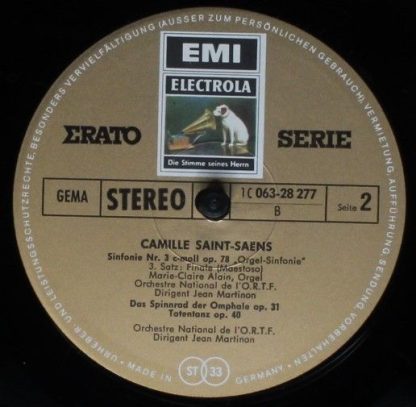 EMI
ELECTROLA
Die Stimme seines Herrn
ΣRATO SERIE
GEMA STEREO 1C 063-28 277 B Seite 2
CAMILLE SAINT-SAENS
Sinfonie Nr. 3 c-moll op. 78 „Orgel-Sinfonie"
3. Satz: Finale (Maestoso)
Marie-Claire Alain, Orgel
Orchestre National de l'O.R.T.F.
Dirigent Jean Martinon
Das Spinnrad der Omphale op. 31
Totentanz op. 40
Orchestre National de l'O.R.T.F.
Dirigent Jean Martinon
URHEBER- UND LEISTUNGSSCHUTZRECHTE, BESONDERS VERVIELFÄLTIGUNG (AUSSER ZUM PERSÖNLICHEN GEBRAUCH), VERMIETUNG, AUFFÜHRUNG, SENDUNG VORBEHALTEN
MADE IN ST 33 GERMANY